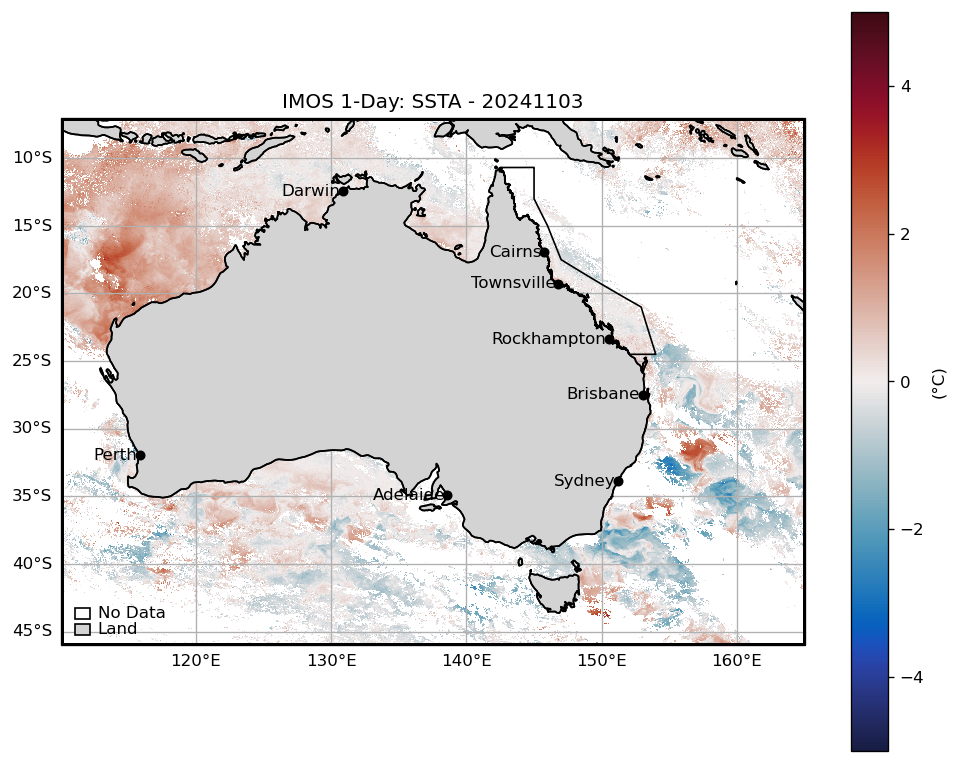 IMOS 1-Day: SSTA - 20241103
10°S
15°S
20°S
25°S
30°S
35°S
40°S
45°S
Darwin
Cairns
Townsville
Rockhampton
Brisbane
Perth
Sydney
Adelaide
No Data
Land
120°E
130°E
140°E
150°E
160°E
4
2
0
−2
−4
(°C)